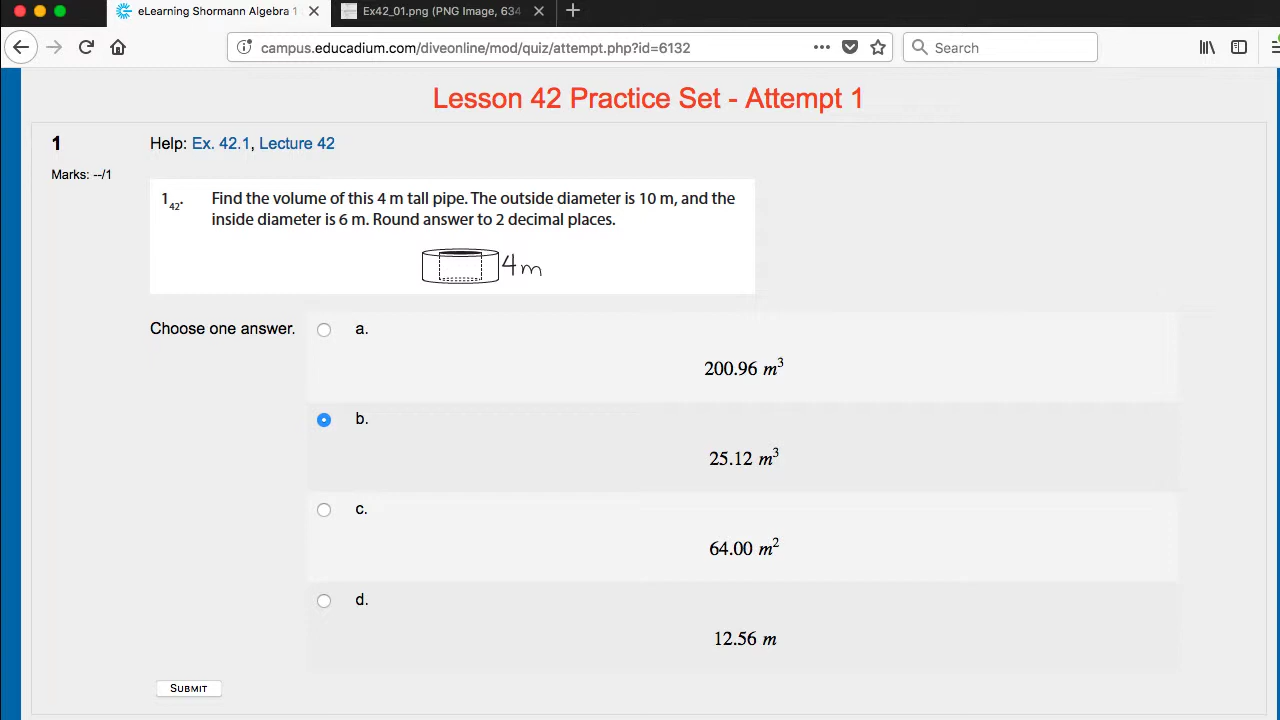 eLearning Shormann Algebra 1
Ex42_01.png (PNG Image, 634
campus.educadium.com/diveonline/mod/quiz/attempt.php?id=6132
Search
Lesson 42 Practice Set - Attempt 1
1
Help: Ex. 42.1, Lecture 42
Marks: --/1
1₄₂. Find the volume of this 4 m tall pipe. The outside diameter is 10 m, and the
inside diameter is 6 m. Round answer to 2 decimal places.
4m
Choose one answer.
a.
200.96 m³
b.
25.12 m³
c.
64.00 m²
d.
12.56 m
SUBMIT